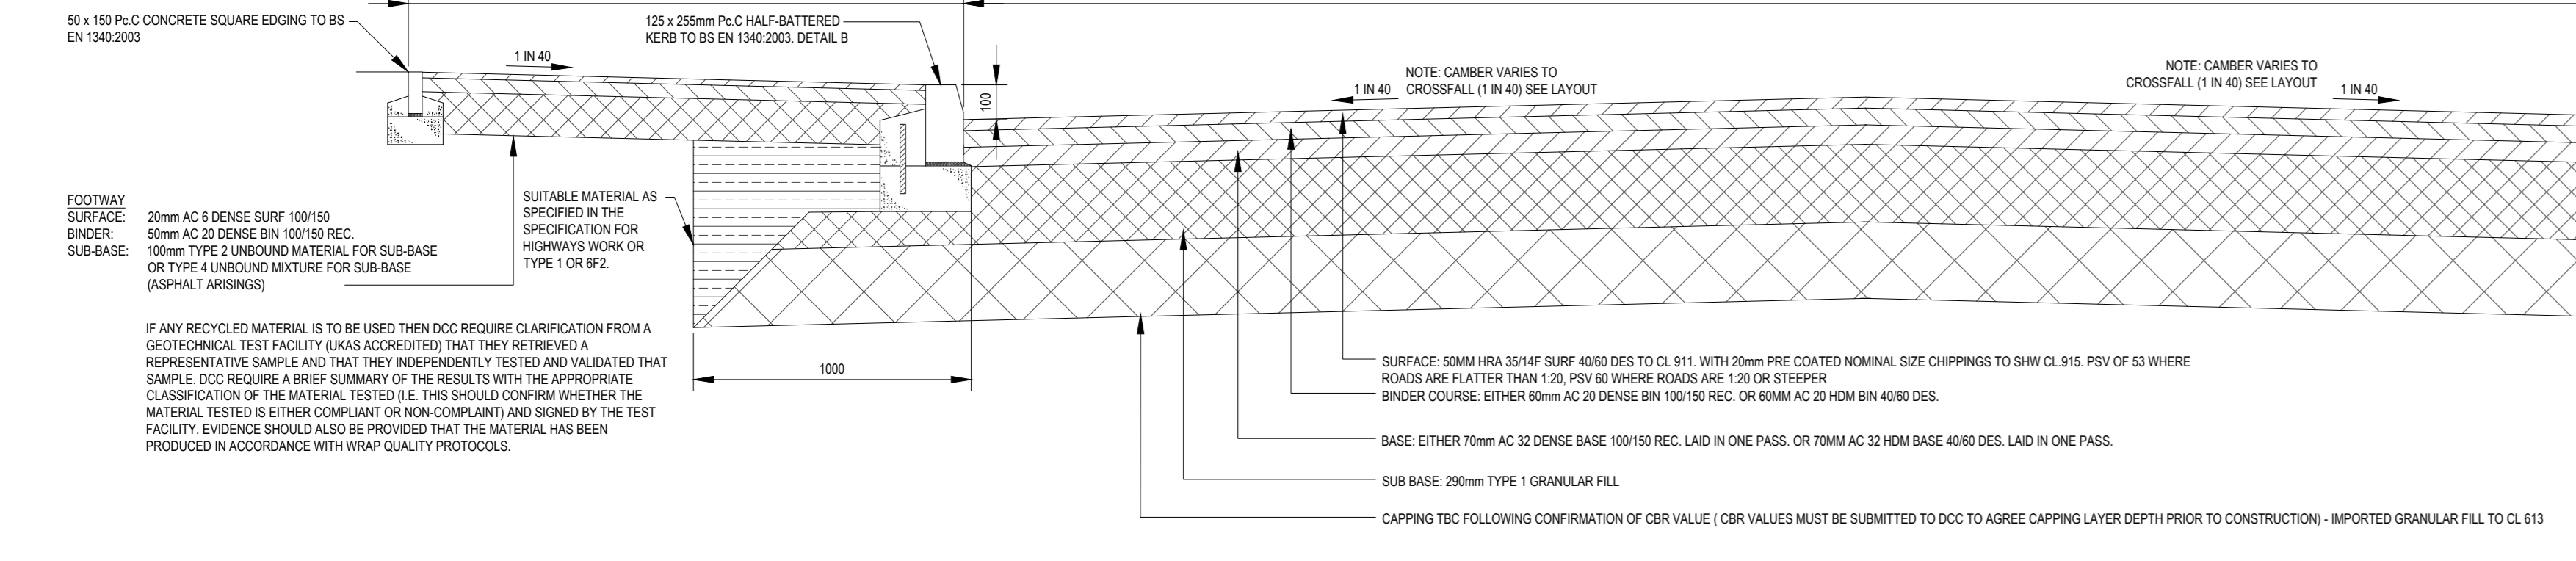 50 x 150 Pc.C CONCRETE SQUARE EDGING TO BS
EN 1340:2003
125 x 255mm Pc.C HALF-BATTERED
KERB TO BS EN 1340:2003. DETAIL B
1 IN 40
100
1 IN 40
NOTE: CAMBER VARIES TO
CROSSFALL (1 IN 40) SEE LAYOUT
NOTE: CAMBER VARIES TO
CROSSFALL (1 IN 40) SEE LAYOUT
1 IN 40
FOOTWAY
SURFACE: 20mm AC 6 DENSE SURF 100/150
BINDER: 50mm AC 20 DENSE BIN 100/150 REC.
SUB-BASE: 100mm TYPE 2 UNBOUND MATERIAL FOR SUB-BASE
OR TYPE 4 UNBOUND MIXTURE FOR SUB-BASE
(ASPHALT ARISINGS)
SUITABLE MATERIAL AS
SPECIFIED IN THE
SPECIFICATION FOR
HIGHWAYS WORK OR
TYPE 1 OR 6F2.
IF ANY RECYCLED MATERIAL IS TO BE USED THEN DCC REQUIRE CLARIFICATION FROM A
GEOTECHNICAL TEST FACILITY (UKAS ACCREDITED) THAT THEY RETRIEVED A
REPRESENTATIVE SAMPLE AND THAT THEY INDEPENDENTLY TESTED AND VALIDATED THAT
SAMPLE. DCC REQUIRE A BRIEF SUMMARY OF THE RESULTS WITH THE APPROPRIATE
CLASSIFICATION OF THE MATERIAL TESTED (I.E. THIS SHOULD CONFIRM WHETHER THE
MATERIAL TESTED IS EITHER COMPLIANT OR NON-COMPLAINT) AND SIGNED BY THE TEST
FACILITY. EVIDENCE SHOULD ALSO BE PROVIDED THAT THE MATERIAL HAS BEEN
PRODUCED IN ACCORDANCE WITH WRAP QUALITY PROTOCOLS.
1000
SURFACE: 50MM HRA 35/14F SURF 40/60 DES TO CL 911. WITH 20mm PRE COATED NOMINAL SIZE CHIPPINGS TO SHW CL.915. PSV OF 53 WHERE
ROADS ARE FLATTER THAN 1:20, PSV 60 WHERE ROADS ARE 1:20 OR STEEPER
BINDER COURSE: EITHER 60mm AC 20 DENSE BIN 100/150 REC. OR 60MM AC 20 HDM BIN 40/60 DES.
BASE: EITHER 70mm AC 32 DENSE BASE 100/150 REC. LAID IN ONE PASS. OR 70MM AC 32 HDM BASE 40/60 DES. LAID IN ONE PASS.
SUB BASE: 290mm TYPE 1 GRANULAR FILL
CAPPING TBC FOLLOWING CONFIRMATION OF CBR VALUE ( CBR VALUES MUST BE SUBMITTED TO DCC TO AGREE CAPPING LAYER DEPTH PRIOR TO CONSTRUCTION) - IMPORTED GRANULAR FILL TO CL 613